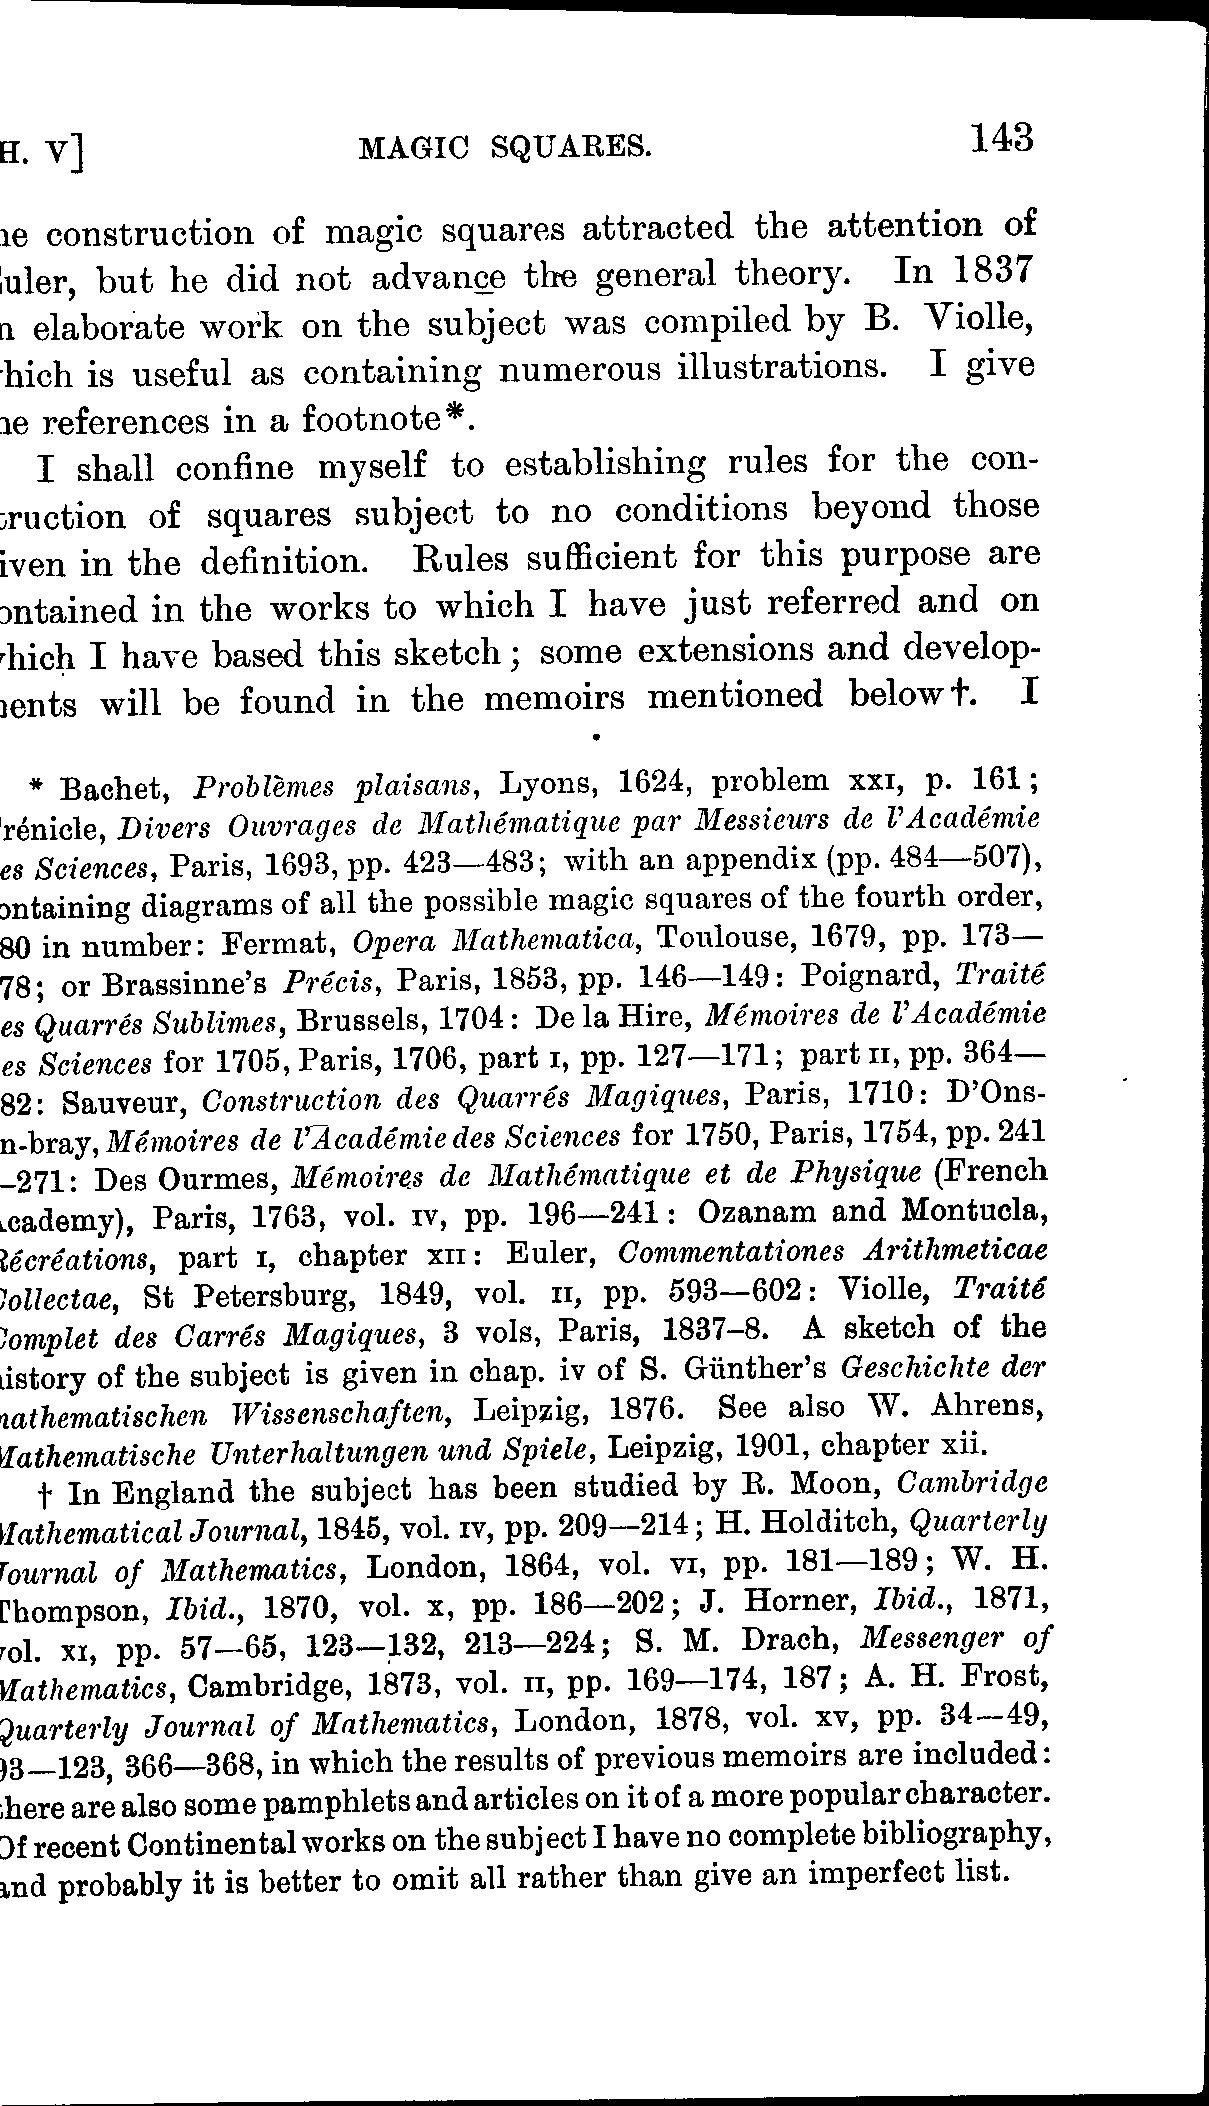 H. V] MAGIC SQUARES. 143
he construction of magic squares attracted the attention of
Euler, but he did not advance the general theory. In 1837
n elaborate work on the subject was compiled by B. Violle,
which is useful as containing numerous illustrations. I give
he references in a footnote*.
I shall confine myself to establishing rules for the con-
truction of squares subject to no conditions beyond those
iven in the definition. Rules sufficient for this purpose are
ontained in the works to which I have just referred and on
which I have based this sketch; some extensions and develop-
ments will be found in the memoirs mentioned below†. I
* Bachet, Problèmes plaisans, Lyons, 1624, problem XXI, p. 161;
Frénicle, Divers Ouvrages de Mathématique par Messieurs de l'Académie
es Sciences, Paris, 1693, pp. 423—483; with an appendix (pp. 484—507),
ontaining diagrams of all the possible magic squares of the fourth order,
80 in number: Fermat, Opera Mathematica, Toulouse, 1679, pp. 173—
78; or Brassinne's Précis, Paris, 1853, pp. 146—149: Poignard, Traité
es Quarrés Sublimes, Brussels, 1704: De la Hire, Mémoires de l'Académie
es Sciences for 1705, Paris, 1706, part I, pp. 127—171; part II, pp. 364—
82: Sauveur, Construction des Quarrés Magiques, Paris, 1710: D'Ons-
n-bray, Mémoires de l'Académie des Sciences for 1750, Paris, 1754, pp. 241
—271: Des Ourmes, Mémoires de Mathématique et de Physique (French
Academy), Paris, 1763, vol. IV, pp. 196—241: Ozanam and Montucla,
Récréations, part I, chapter XII: Euler, Commentationes Arithmeticae
Collectae, St Petersburg, 1849, vol. II, pp. 593—602: Violle, Traité
Complet des Carrés Magiques, 3 vols, Paris, 1837–8. A sketch of the
history of the subject is given in chap. iv of S. Günther's Geschichte der
mathematischen Wissenschaften, Leipzig, 1876. See also W. Ahrens,
Mathematische Unterhaltungen und Spiele, Leipzig, 1901, chapter xii.
† In England the subject has been studied by R. Moon, Cambridge
Mathematical Journal, 1845, vol. IV, pp. 209—214; H. Holditch, Quarterly
Journal of Mathematics, London, 1864, vol. VI, pp. 181—189; W. H.
Thompson, Ibid., 1870, vol. X, pp. 186—202; J. Horner, Ibid., 1871,
vol. XI, pp. 57—65, 123—132, 213—224; S. M. Drach, Messenger of
Mathematics, Cambridge, 1873, vol. II, pp. 169—174, 187; A. H. Frost,
Quarterly Journal of Mathematics, London, 1878, vol. XV, pp. 34—49,
93—123, 366—368, in which the results of previous memoirs are included:
there are also some pamphlets and articles on it of a more popular character.
Of recent Continental works on the subject I have no complete bibliography,
and probably it is better to omit all rather than give an imperfect list.